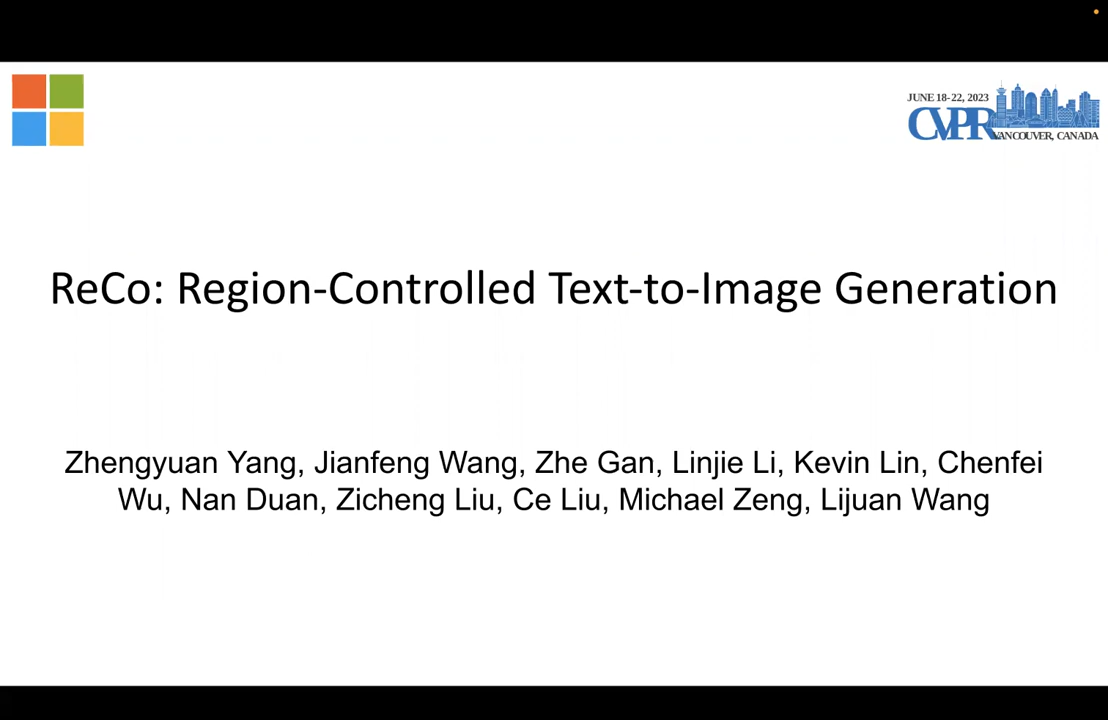 JUNE 18-22, 2023
CVPR
VANCOUVER, CANADA
ReCo: Region-Controlled Text-to-Image Generation
Zhengyuan Yang, Jianfeng Wang, Zhe Gan, Linjie Li, Kevin Lin, Chenfei
Wu, Nan Duan, Zicheng Liu, Ce Liu, Michael Zeng, Lijuan Wang